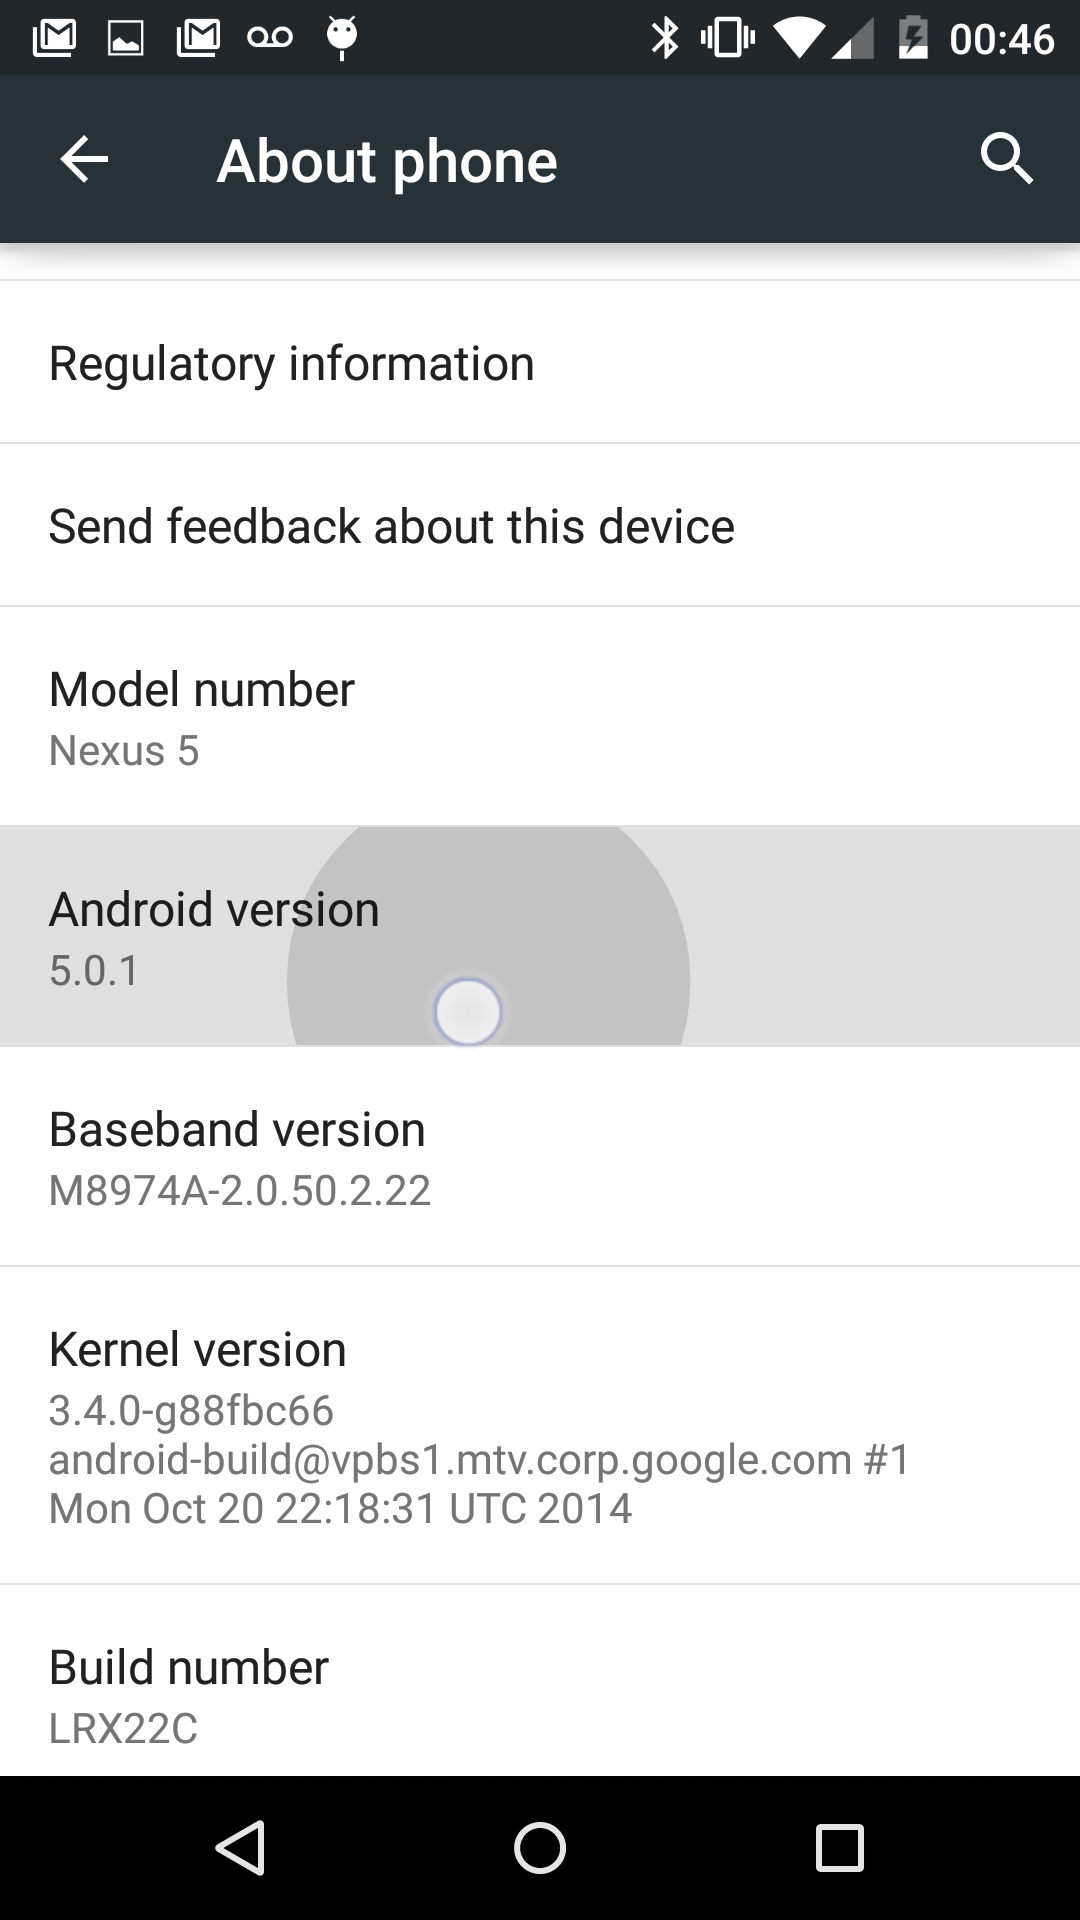 00:46
About phone
Regulatory information
Send feedback about this device
Model number
Nexus 5
Android version
5.0.1
Baseband version
M8974A-2.0.50.2.22
Kernel version
3.4.0-g88fbc66
android-build@vpbs1.mtv.corp.google.com #1
Mon Oct 20 22:18:31 UTC 2014
Build number
LRX22C